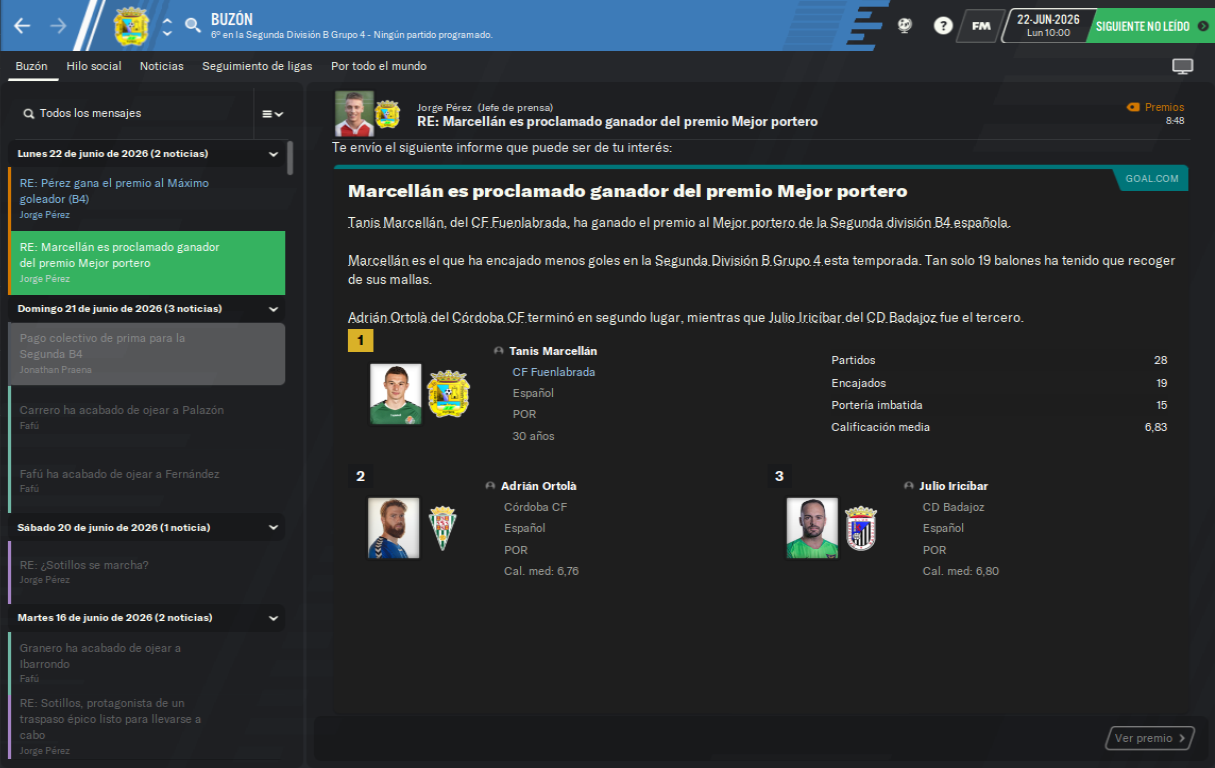 BUZÓN
6º en la Segunda División B Grupo 4 - Ningún partido programado.
FM
22-JUN-2026
Lun 10:00
SIGUIENTE NO LEÍDO
Buzón
Hilo social
Noticias
Seguimiento de ligas
Por todo el mundo
Todos los mensajes
Lunes 22 de junio de 2026 (2 noticias)
RE: Pérez gana el premio al Máximo
goleador (B4)
Jorge Pérez
RE: Marcellán es proclamado ganador
del premio Mejor portero
Jorge Pérez
Domingo 21 de junio de 2026 (3 noticias)
Pago colectivo de prima para la
Segunda B4
Jonathan Praena
Carrero ha acabado de ojear a Palazón
Fafú
Fafú ha acabado de ojear a Fernández
Fafú
Sábado 20 de junio de 2026 (1 noticia)
RE: ¿Sotillos se marcha?
Jorge Pérez
Martes 16 de junio de 2026 (2 noticias)
Granero ha acabado de ojear a
Ibarrondo
Fafú
RE: Sotillos, protagonista de un
traspaso épico listo para llevarse a
cabo
Jorge Pérez
Jorge Pérez (Jefe de prensa)
RE: Marcellán es proclamado ganador del premio Mejor portero
Premios
8:48
Te envío el siguiente informe que puede ser de tu interés:
GOAL.COM
Marcellán es proclamado ganador del premio Mejor portero
Tanis Marcellán, del CF Fuenlabrada, ha ganado el premio al Mejor portero de la Segunda división B4 española.
Marcellán es el que ha encajado menos goles en la Segunda División B Grupo 4 esta temporada. Tan solo 19 balones ha tenido que recoger
de sus mallas.
Adrián Ortolà del Córdoba CF terminó en segundo lugar, mientras que Julio Iricíbar del CD Badajoz fue el tercero.
1
Tanis Marcellán
CF Fuenlabrada
Español
POR
30 años
Partidos 28
Encajados 19
Portería imbatida 15
Calificación media 6,83
2
Adrián Ortolà
Córdoba CF
Español
POR
Cal. med: 6,76
3
Julio Iricíbar
CD Badajoz
Español
POR
Cal. med: 6,80
Ver premio